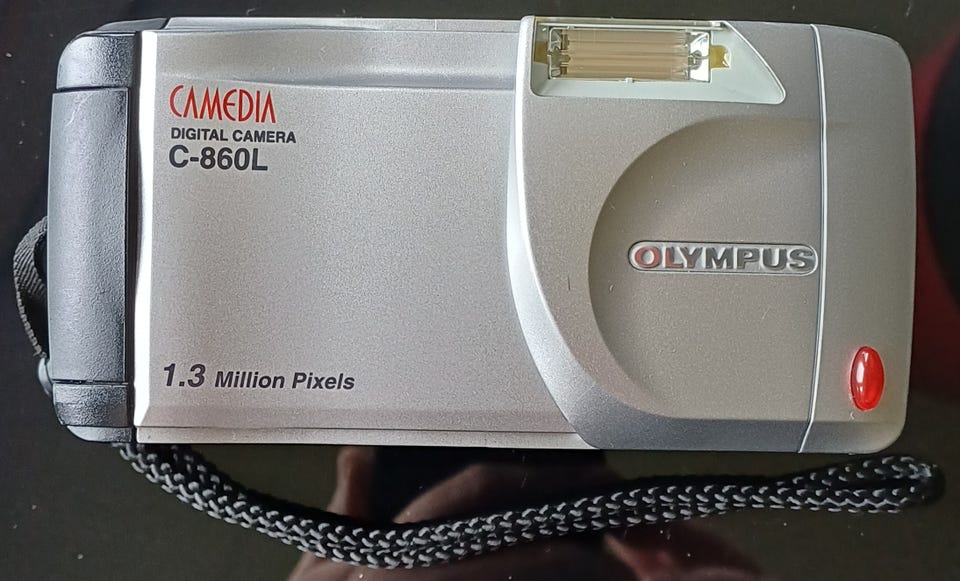 CAMEDIA
DIGITAL CAMERA
C-860L
OLYMPUS
1.3 Million Pixels